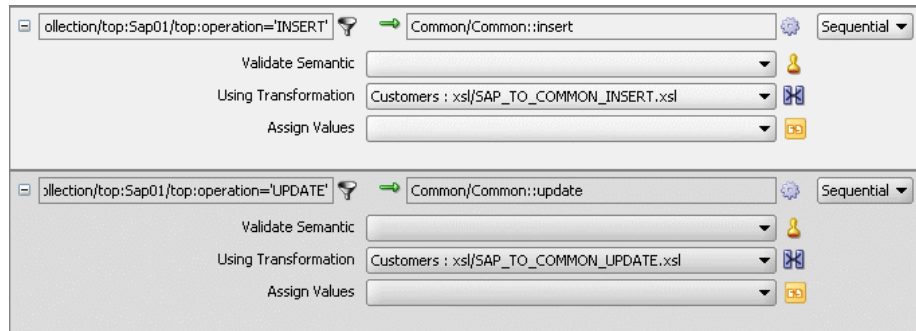 ollection/top:Sap01/top:operation='INSERT' Common/Common::insert Sequential
Validate Semantic
Using Transformation Customers : xsl/SAP_TO_COMMON_INSERT.xsl
Assign Values
ollection/top:Sap01/top:operation='UPDATE' Common/Common::update Sequential
Validate Semantic
Using Transformation Customers : xsl/SAP_TO_COMMON_UPDATE.xsl
Assign Values